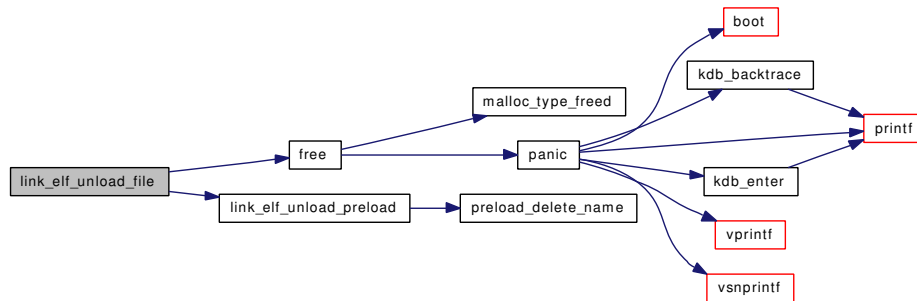 boot
kdb_backtrace
malloc_type_freed
printf
free
panic
link_elf_unload_file
kdb_enter
link_elf_unload_preload
preload_delete_name
vprintf
vsnprintf